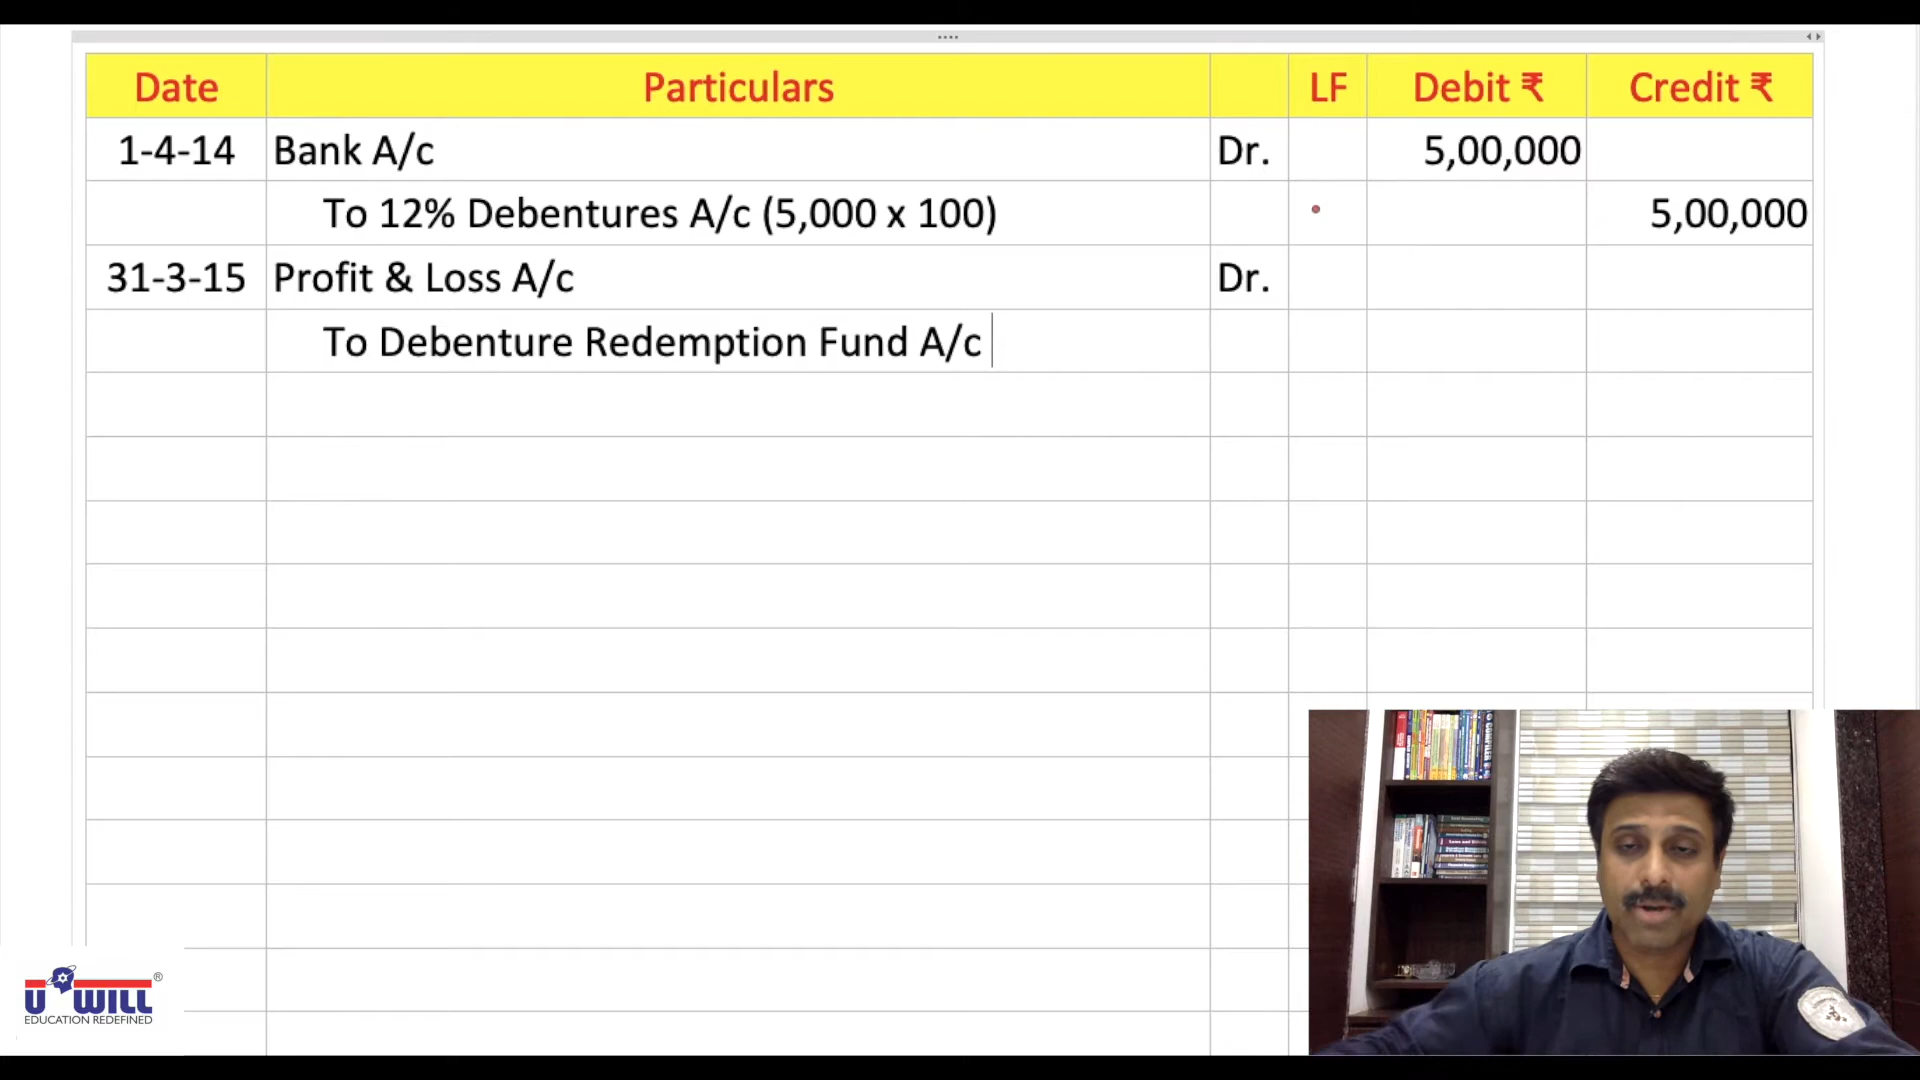 Date Particulars LF Debit ₹ Credit ₹
1-4-14 Bank A/c Dr. 5,00,000
To 12% Debentures A/c (5,000 x 100) 5,00,000
31-3-15 Profit & Loss A/c Dr.
To Debenture Redemption Fund A/c
U WILL ®
EDUCATION REDEFINED